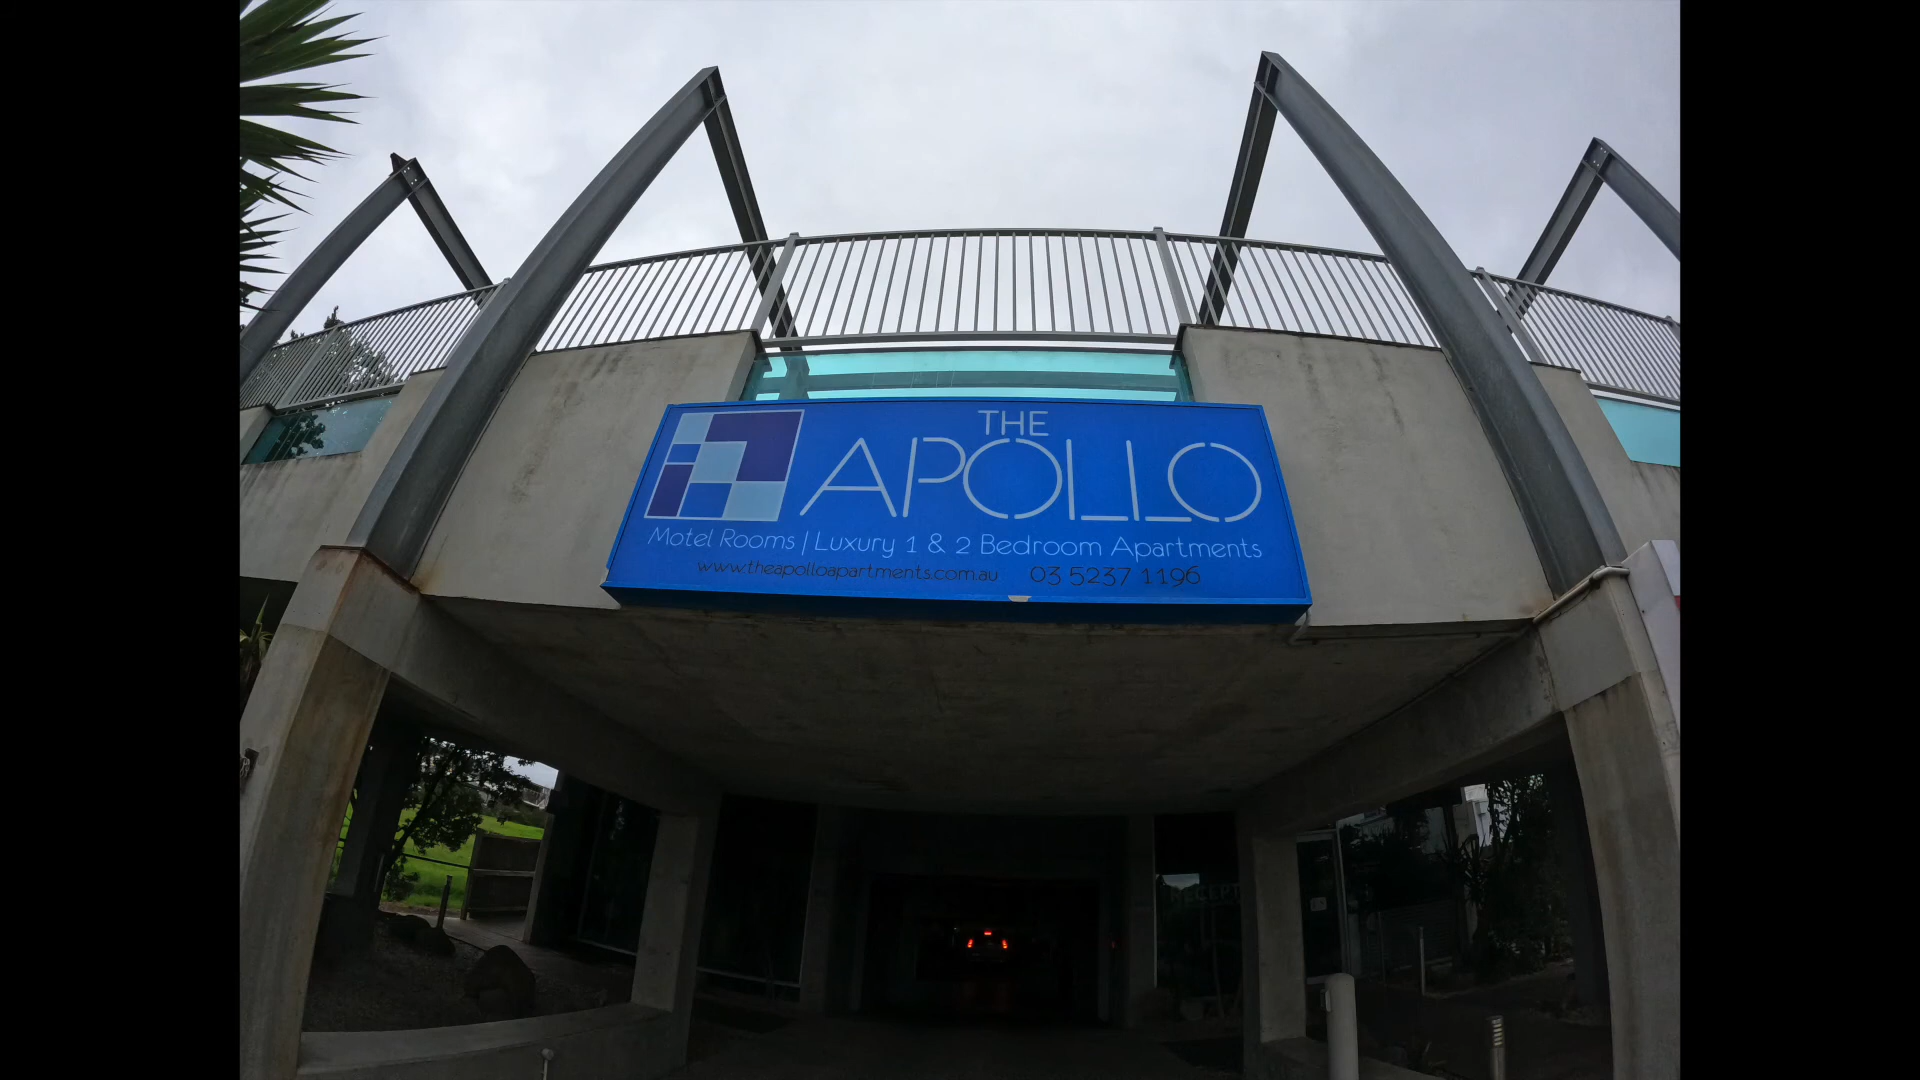 THE
APOLLO
Motel Rooms | Luxury 1 & 2 Bedroom Apartments
www.theapolloapartments.com.au 03 5237 1196